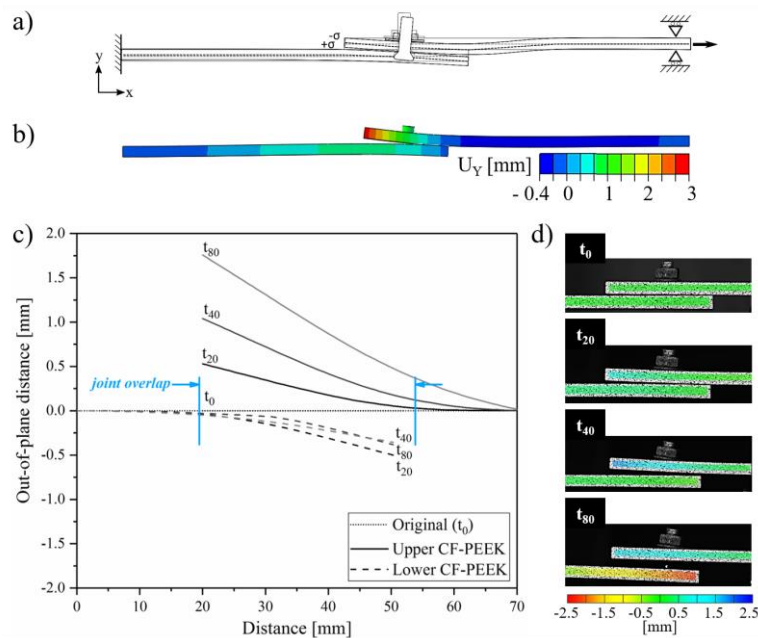 a)
-σ
+σ
y
x
b)
U_Y [mm]
- 0.4 0 1 2 3
c)
Out-of-plane distance [mm]
2.0
1.5
1.0
0.5
0.0
-0.5
-1.0
-1.5
-2.0
t80
t40
t20
joint overlap
t0
t40
t80
t20
Original (t0)
Upper CF-PEEK
Lower CF-PEEK
0 10 20 30 40 50 60 70
Distance [mm]
d)
t0
t20
t40
t80
-2.5 -1.5 -0.5 0.5 1.5 2.5
[mm]